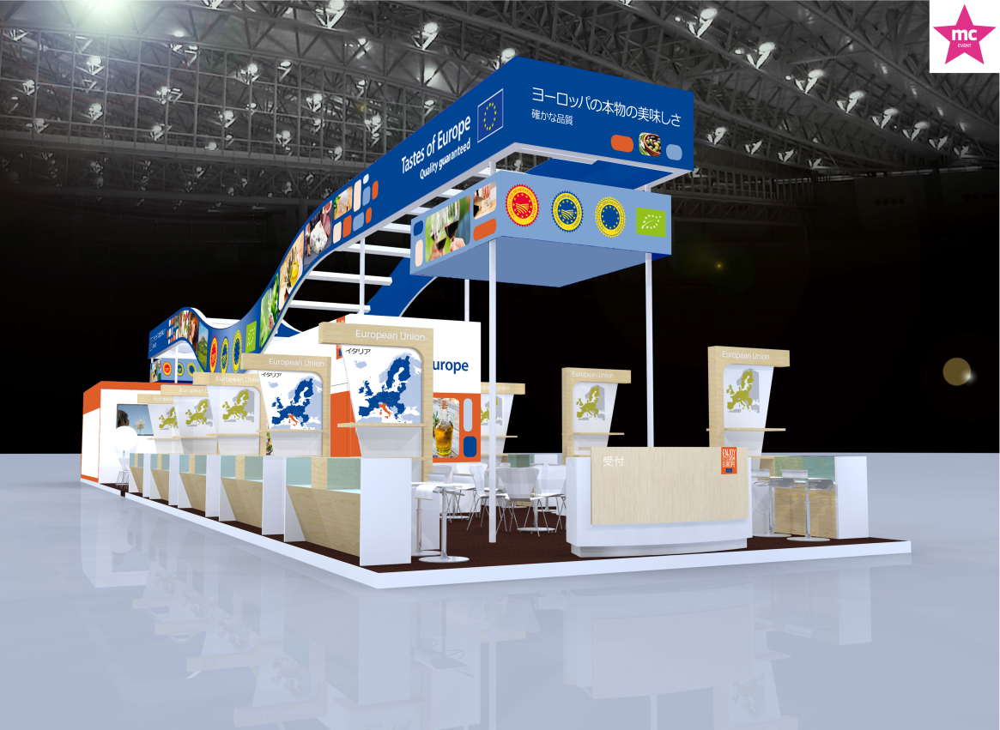 mc
EVENT
ヨーロッパの本物の美味しさ
確かな品質
Tastes of Europe
Quality guaranteed
European Union
イタリア
European Union
イタリア
European Union
European Union
European Union
European Union
urope
受付
ENJOY
EUROPE